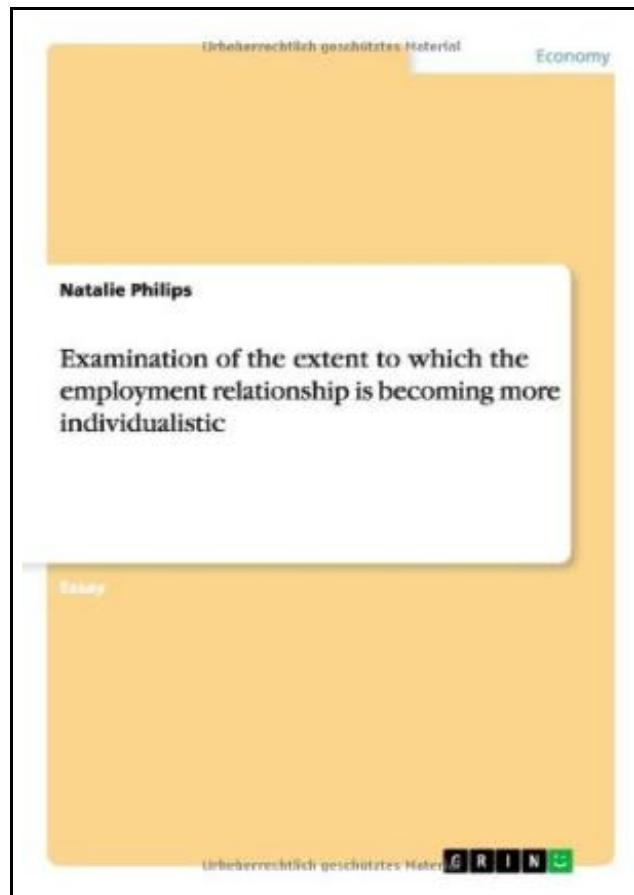 Urheberrechtlich geschütztes Material
Economy
Natalie Philips
Examination of the extent to which the
employment relationship is becoming more
individualistic
Essay
Urheberrechtlich geschütztes Mater
GRIN